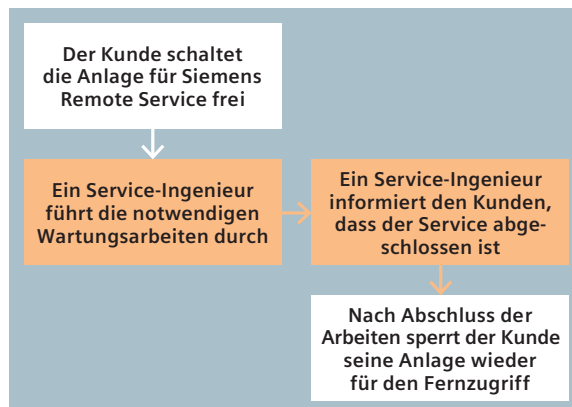 Der Kunde schaltet
die Anlage für Siemens
Remote Service frei
Ein Service-Ingenieur
führt die notwendigen
Wartungsarbeiten durch
Ein Service-Ingenieur
informiert den Kunden,
dass der Service abge-
schlossen ist
Nach Abschluss der
Arbeiten sperrt der Kunde
seine Anlage wieder
für den Fernzugriff